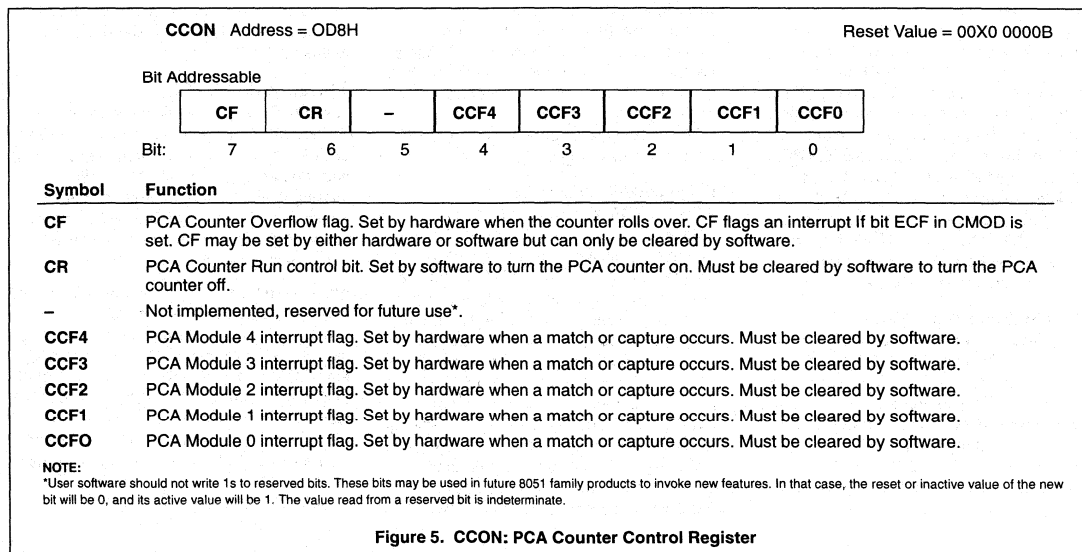 CCON Address = OD8H Reset Value = 00X0 0000B
Bit Addressable
CF CR – CCF4 CCF3 CCF2 CCF1 CCF0
Bit: 7 6 5 4 3 2 1 0
Symbol Function
CF PCA Counter Overflow flag. Set by hardware when the counter rolls over. CF flags an interrupt If bit ECF in CMOD is
set. CF may be set by either hardware or software but can only be cleared by software.
CR PCA Counter Run control bit. Set by software to turn the PCA counter on. Must be cleared by software to turn the PCA
counter off.
– Not implemented, reserved for future use*.
CCF4 PCA Module 4 interrupt flag. Set by hardware when a match or capture occurs. Must be cleared by software.
CCF3 PCA Module 3 interrupt flag. Set by hardware when a match or capture occurs. Must be cleared by software.
CCF2 PCA Module 2 interrupt flag. Set by hardware when a match or capture occurs. Must be cleared by software.
CCF1 PCA Module 1 interrupt flag. Set by hardware when a match or capture occurs. Must be cleared by software.
CCFO PCA Module 0 interrupt flag. Set by hardware when a match or capture occurs. Must be cleared by software.
NOTE:
*User software should not write 1s to reserved bits. These bits may be used in future 8051 family products to invoke new features. In that case, the reset or inactive value of the new
bit will be 0, and its active value will be 1. The value read from a reserved bit is indeterminate.
Figure 5. CCON: PCA Counter Control Register